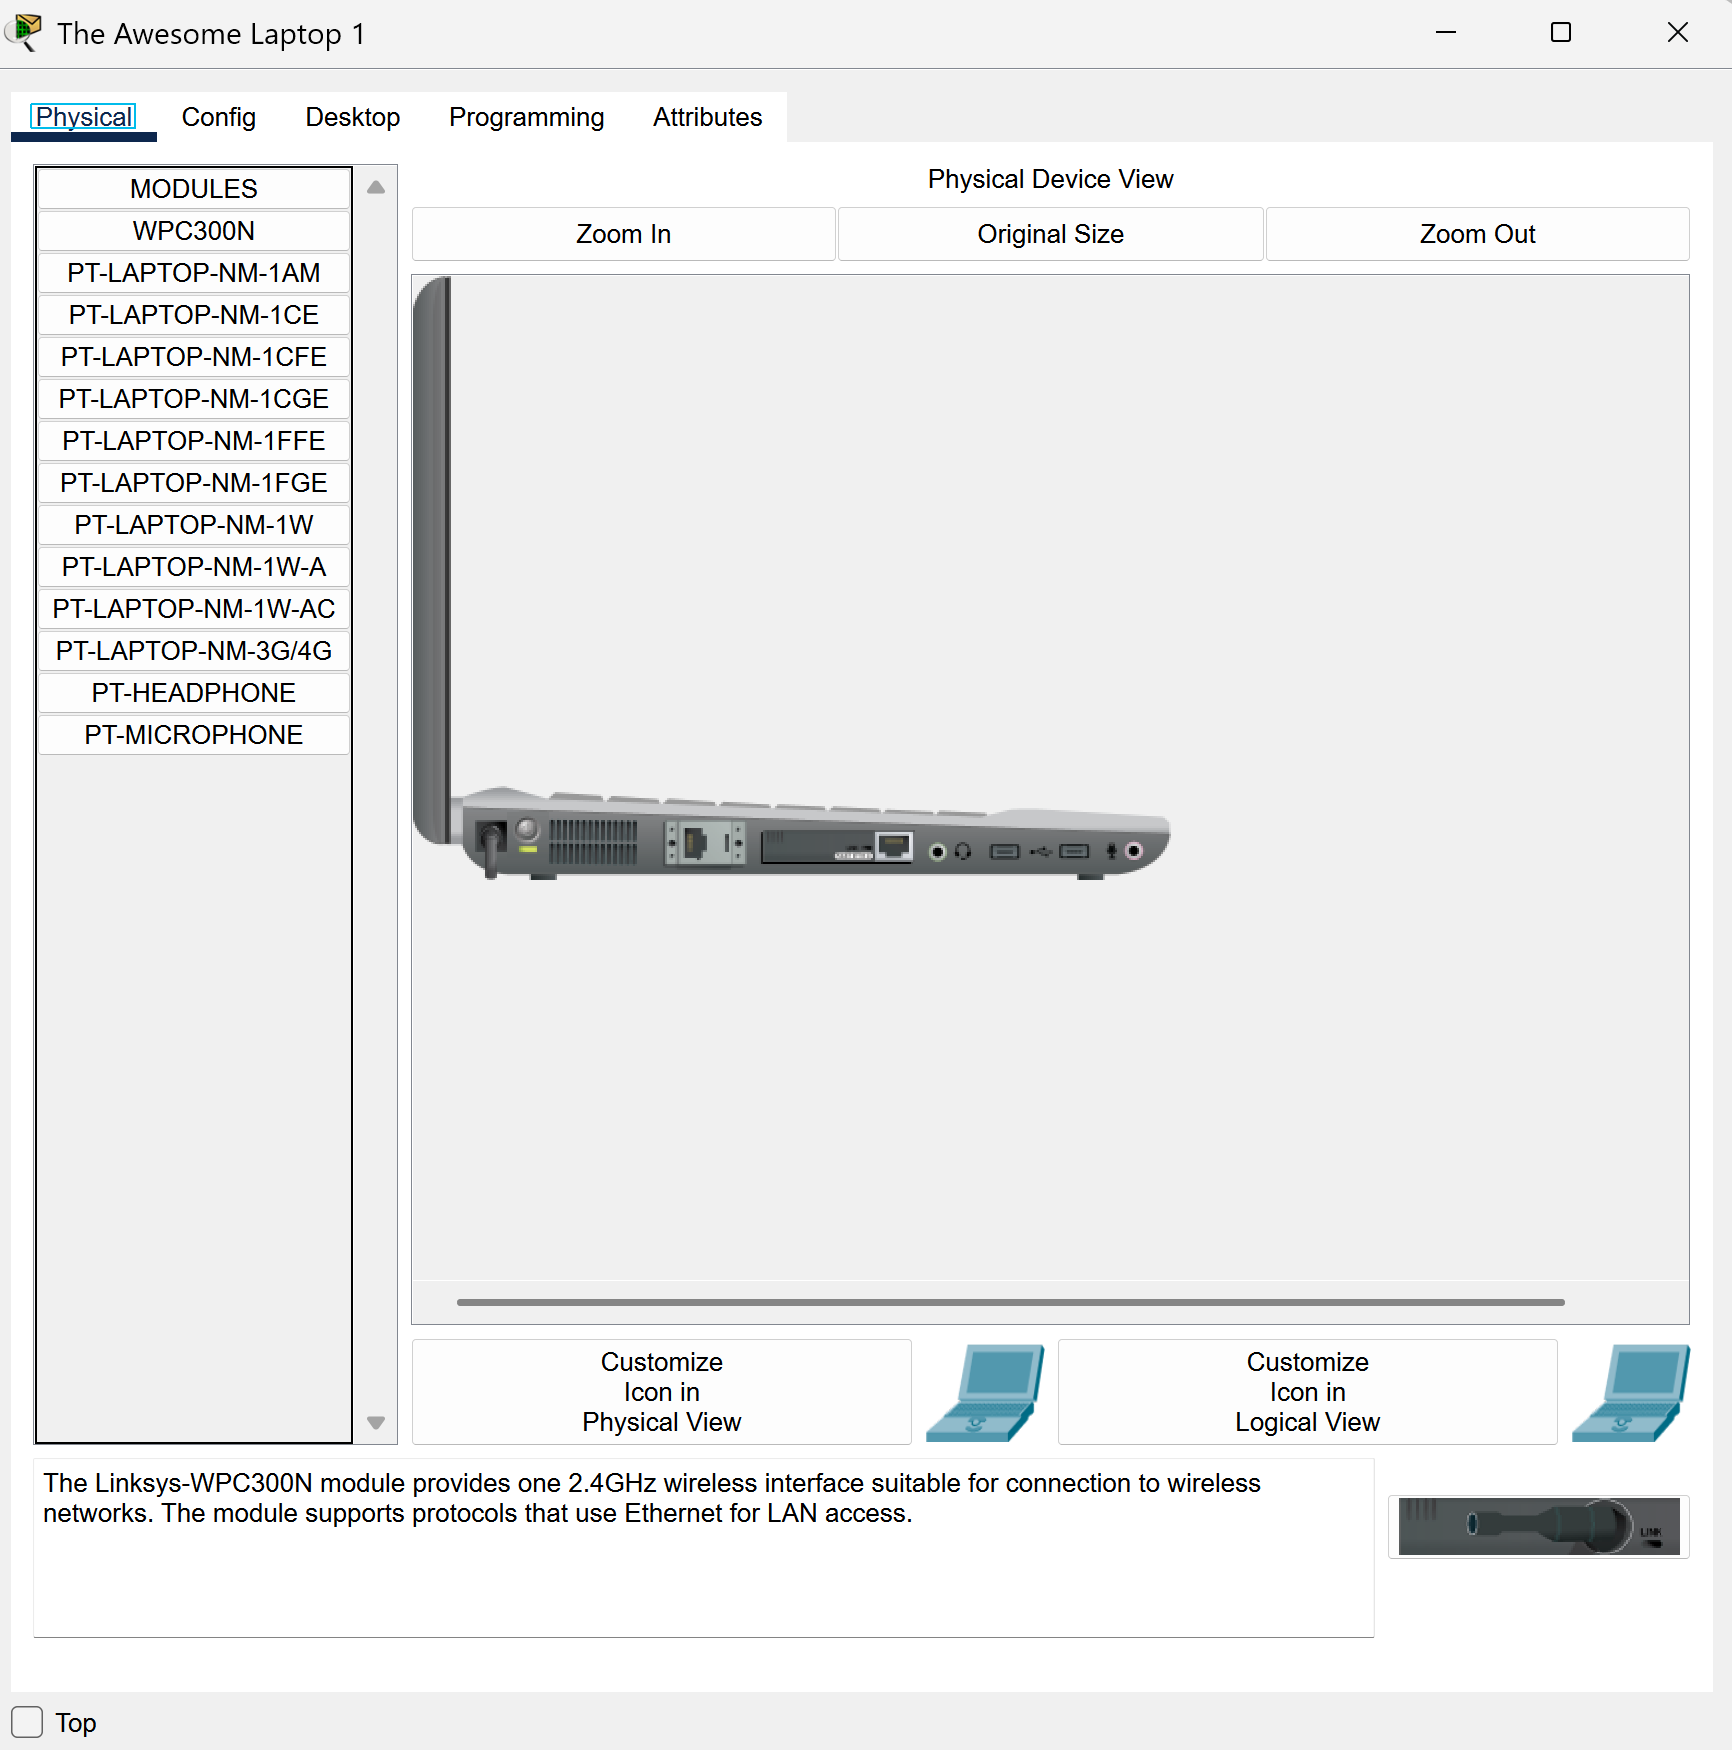 The Awesome Laptop 1
Physical
Config
Desktop
Programming
Attributes
MODULES
WPC300N
PT-LAPTOP-NM-1AM
PT-LAPTOP-NM-1CE
PT-LAPTOP-NM-1CFE
PT-LAPTOP-NM-1CGE
PT-LAPTOP-NM-1FFE
PT-LAPTOP-NM-1FGE
PT-LAPTOP-NM-1W
PT-LAPTOP-NM-1W-A
PT-LAPTOP-NM-1W-AC
PT-LAPTOP-NM-3G/4G
PT-HEADPHONE
PT-MICROPHONE
Physical Device View
Zoom In
Original Size
Zoom Out
Customize
Icon in
Physical View
Customize
Icon in
Logical View
The Linksys-WPC300N module provides one 2.4GHz wireless interface suitable for connection to wireless
networks. The module supports protocols that use Ethernet for LAN access.
LINK
Top